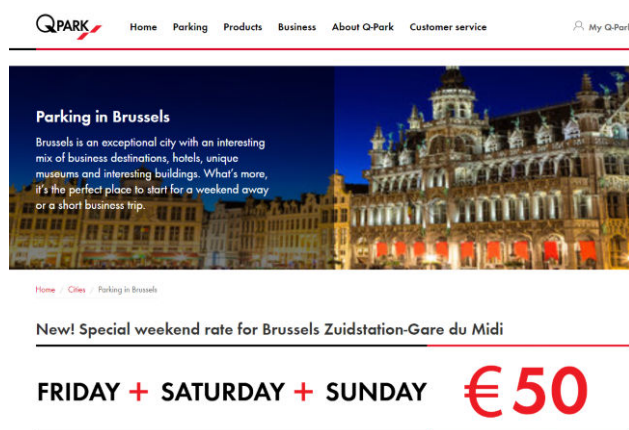 QPARK
Home Parking Products Business About Q-Park Customer service My Q-Park
Parking in Brussels
Brussels is an exceptional city with an interesting
mix of business destinations, hotels, unique
museums and interesting buildings. What's more,
it's the perfect place to start for a weekend away
or a short business trip.
Home / Cities / Parking in Brussels
New! Special weekend rate for Brussels Zuidstation-Gare du Midi
FRIDAY + SATURDAY + SUNDAY €50